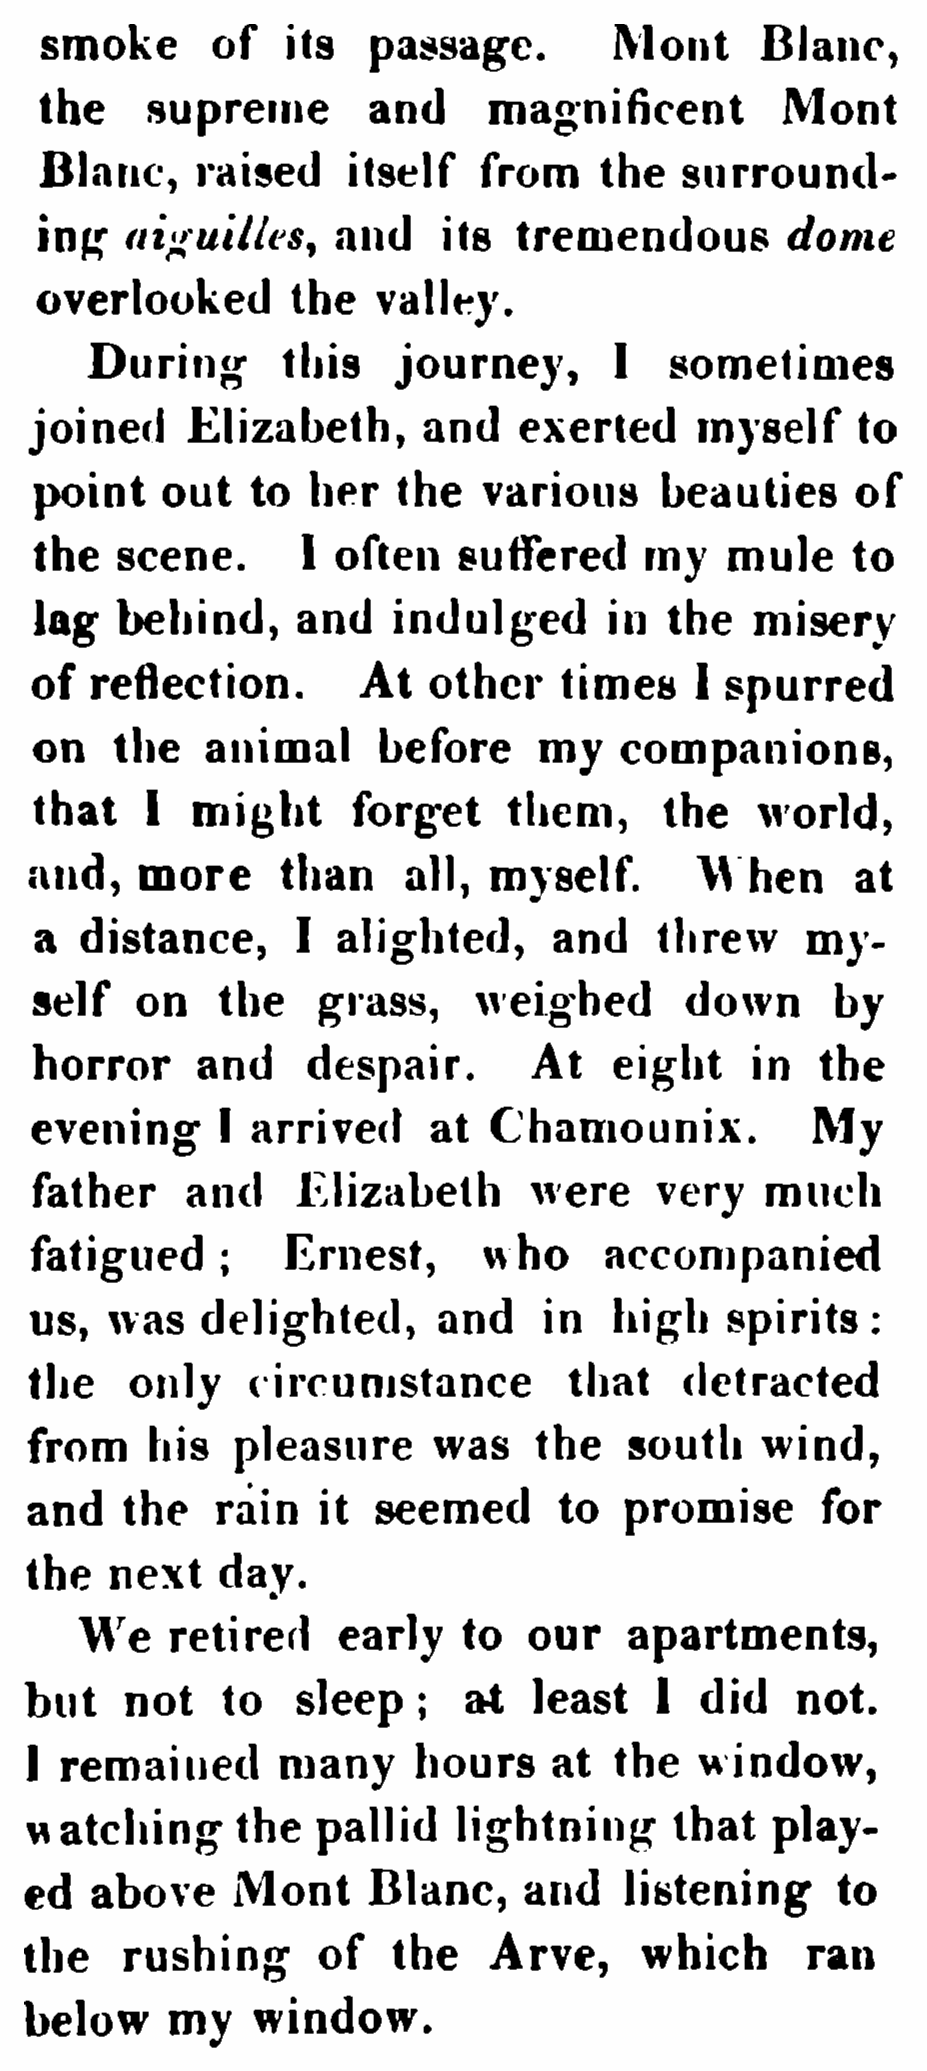 smoke of its passage. Mont Blanc,
the supreme and magnificent Mont
Blanc, raised itself from the surround-
ing aiguilles, and its tremendous dome
overlooked the valley.
During this journey, I sometimes
joined Elizabeth, and exerted myself to
point out to her the various beauties of
the scene. I often suffered my mule to
lag behind, and indulged in the misery
of reflection. At other times I spurred
on the animal before my companions,
that I might forget them, the world,
and, more than all, myself. When at
a distance, I alighted, and threw my-
self on the grass, weighed down by
horror and despair. At eight in the
evening I arrived at Chamounix. My
father and Elizabeth were very much
fatigued; Ernest, who accompanied
us, was delighted, and in high spirits:
the only circumstance that detracted
from his pleasure was the south wind,
and the rain it seemed to promise for
the next day.
We retired early to our apartments,
but not to sleep; at least I did not.
I remained many hours at the window,
watching the pallid lightning that play-
ed above Mont Blanc, and listening to
the rushing of the Arve, which ran
below my window.